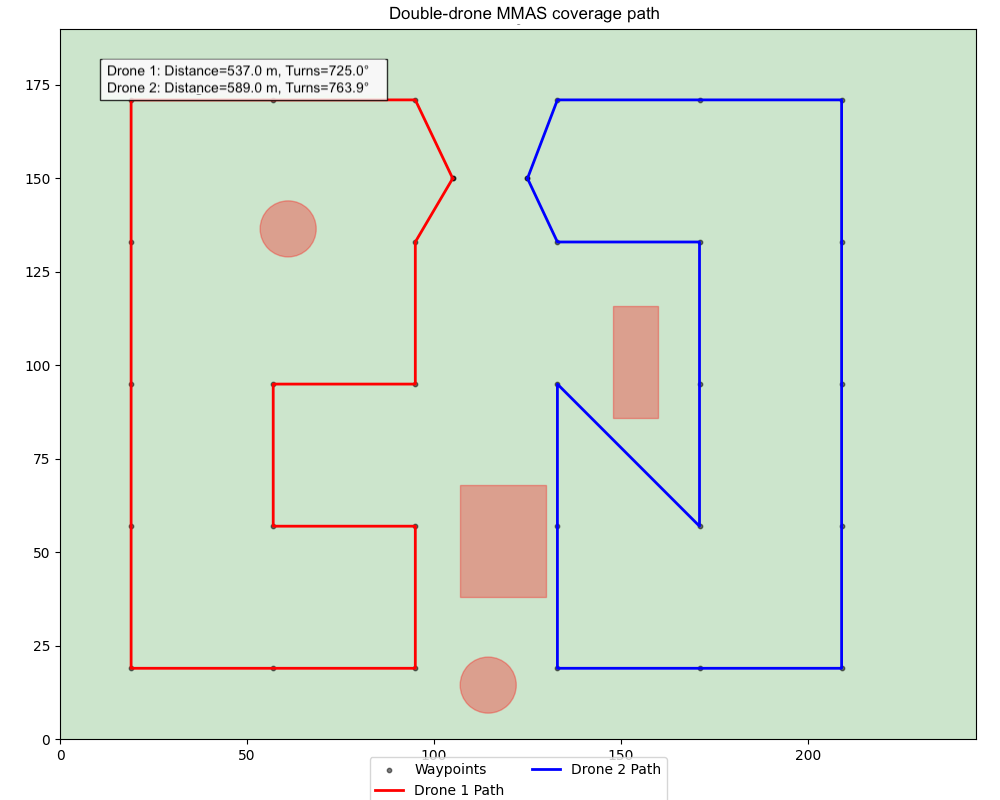 Double-drone MMAS coverage path
Drone 1: Distance=537.0 m, Turns=725.0°
Drone 2: Distance=589.0 m, Turns=763.9°
175
150
125
100
75
50
25
0
0 50 100 150 200
Waypoints Drone 2 Path
Drone 1 Path